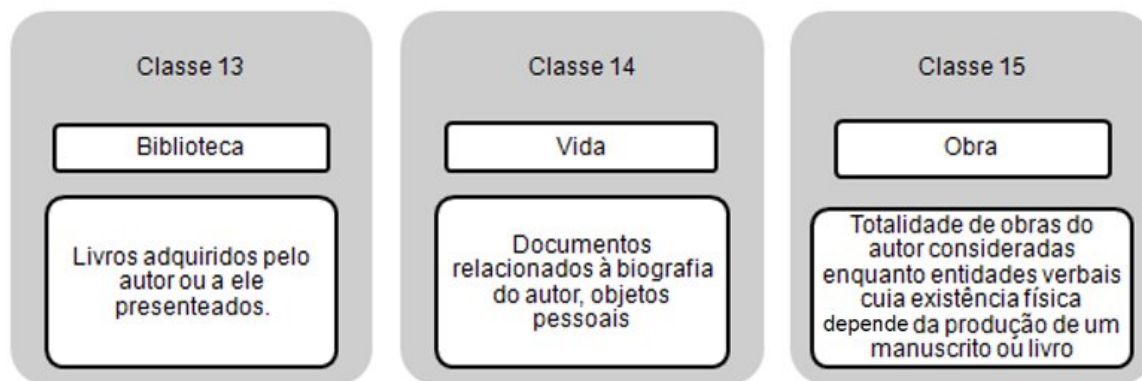 Classe 13
Biblioteca
Livros adquiridos pelo
autor ou a ele
presenteados.
Classe 14
Vida
Documentos
relacionados à biografia
do autor, objetos
pessoais
Classe 15
Obra
Totalidade de obras do
autor consideradas
enquanto entidades verbais
cuia existência física
depende da produção de um
manuscrito ou livro